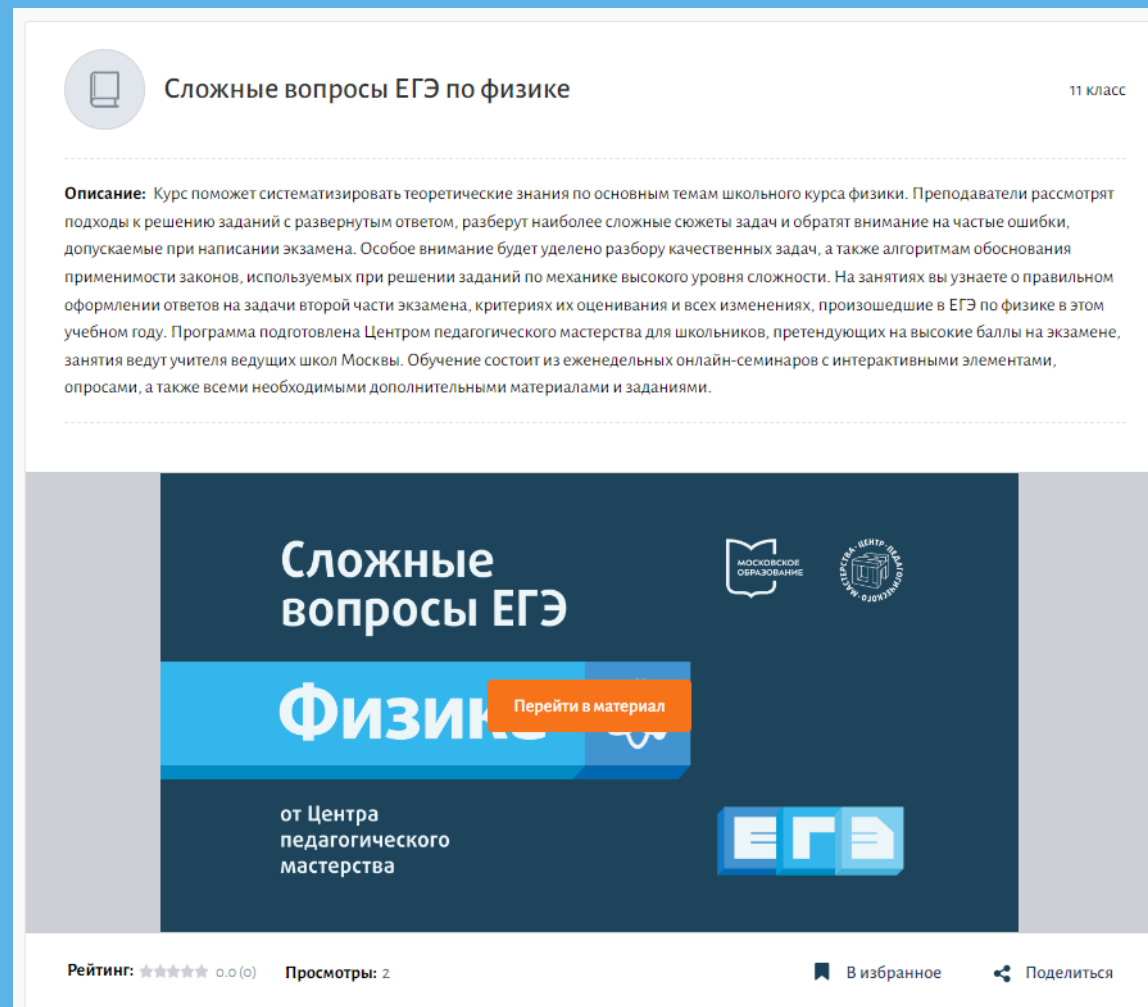 Сложные вопросы ЕГЭ по физике
11 класс
Описание: Курс поможет систематизировать теоретические знания по основным темам школьного курса физики. Преподаватели рассмотрят
подходы к решению заданий с развернутым ответом, разберут наиболее сложные сюжеты задач и обратят внимание на частые ошибки,
допускаемые при написании экзамена. Особое внимание будет уделено разбору качественных задач, а также алгоритмам обоснования
применимости законов, используемых при решении заданий по механике высокого уровня сложности. На занятиях вы узнаете о правильном
оформлении ответов на задачи второй части экзамена, критериях их оценивания и всех изменениях, произошедшие в ЕГЭ по физике в этом
учебном году. Программа подготовлена Центром педагогического мастерства для школьников, претендующих на высокие баллы на экзамене,
занятия ведут учителя ведущих школ Москвы. Обучение состоит из еженедельных онлайн-семинаров с интерактивными элементами,
опросами, а также всеми необходимыми дополнительными материалами и заданиями.
Сложные
вопросы ЕГЭ
МОСКОВСКОЕ
ОБРАЗОВАНИЕ
ЦЕНТР ПЕДАГОГИЧЕСКОГО МАСТЕРСТВА
Физика
Перейти в материал
от Центра
педагогического
мастерства
ЕГЭ
Рейтинг: 0.0 (0)
Просмотры: 2
В избранное
Поделиться